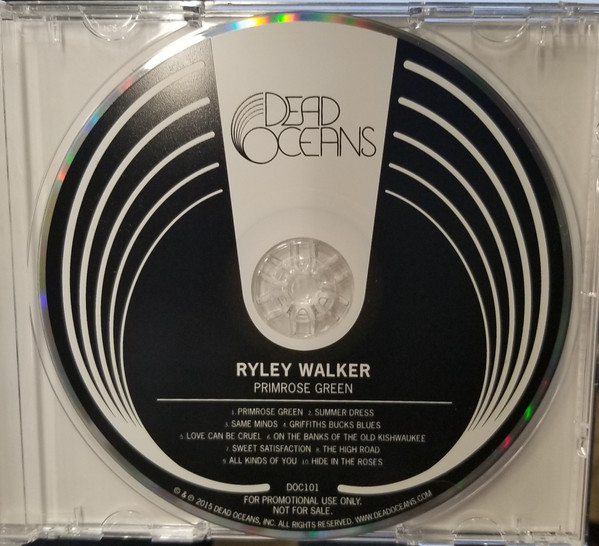 DEAD
OCEANS
RYLEY WALKER
PRIMROSE GREEN
1. PRIMROSE GREEN 2. SUMMER DRESS
3. SAME MINDS 4. GRIFFITHS BUCKS BLUES
5. LOVE CAN BE CRUEL 6. ON THE BANKS OF THE OLD KISHWAUKEE
7. SWEET SATISFACTION 8. THE HIGH ROAD
9. ALL KINDS OF YOU 10. HIDE IN THE ROSES
DOC101
FOR PROMOTIONAL USE ONLY.
NOT FOR SALE.
℗ & © 2015 DEAD OCEANS, INC. ALL RIGHTS RESERVED. WWW.DEADOCEANS.COM